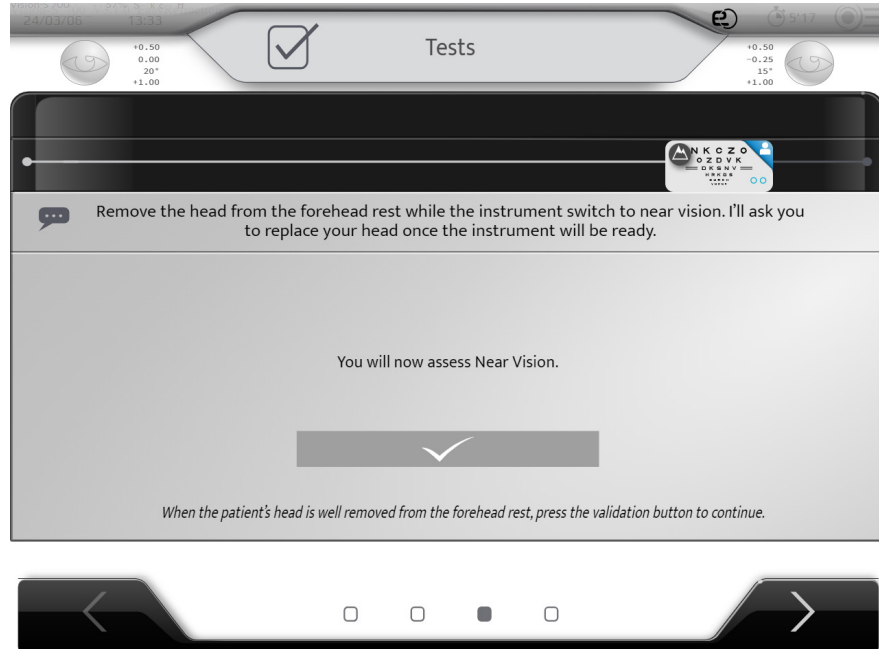 24/03/06 13:33
Tests
5'17
+0.50
0.00
20°
+1.00
+0.50
-0.25
15°
+1.00
N K C Z O
O Z D V K
D K S N V
H R K O S
Remove the head from the forehead rest while the instrument switch to near vision. I'll ask you
to replace your head once the instrument will be ready.
You will now assess Near Vision.
When the patient's head is well removed from the forehead rest, press the validation button to continue.